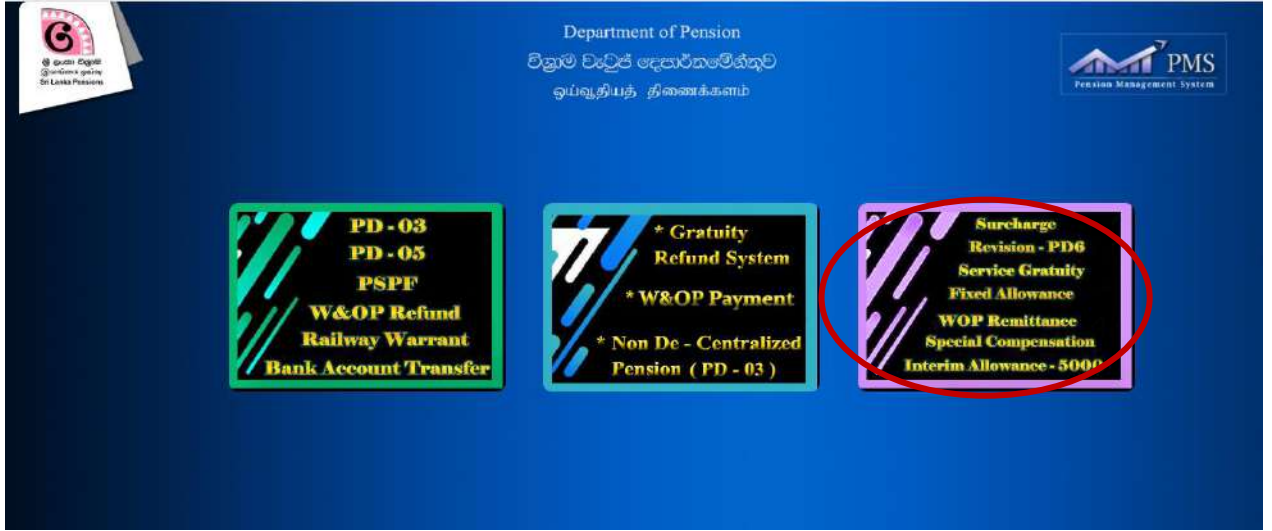 ශ්‍රී ලංකා විශ්‍රාම
Sri Lanka Pensions
Department of Pension
විශ්‍රාම වැටුප් දෙපාර්තමේන්තුව
ஓய்வூதியத் திணைக்களம்
PMS
Pension Management System
PD - 03
PD - 05
PSPF
W&OP Refund
Railway Warrant
Bank Account Transfer
* Gratuity
Refund System
* W&OP Payment
* Non De - Centralized
Pension ( PD - 03 )
Surcharge
Revision - PD6
Service Gratuity
Fixed Allowance
WOP Remittance
Special Compensation
Interim Allowance - 5000